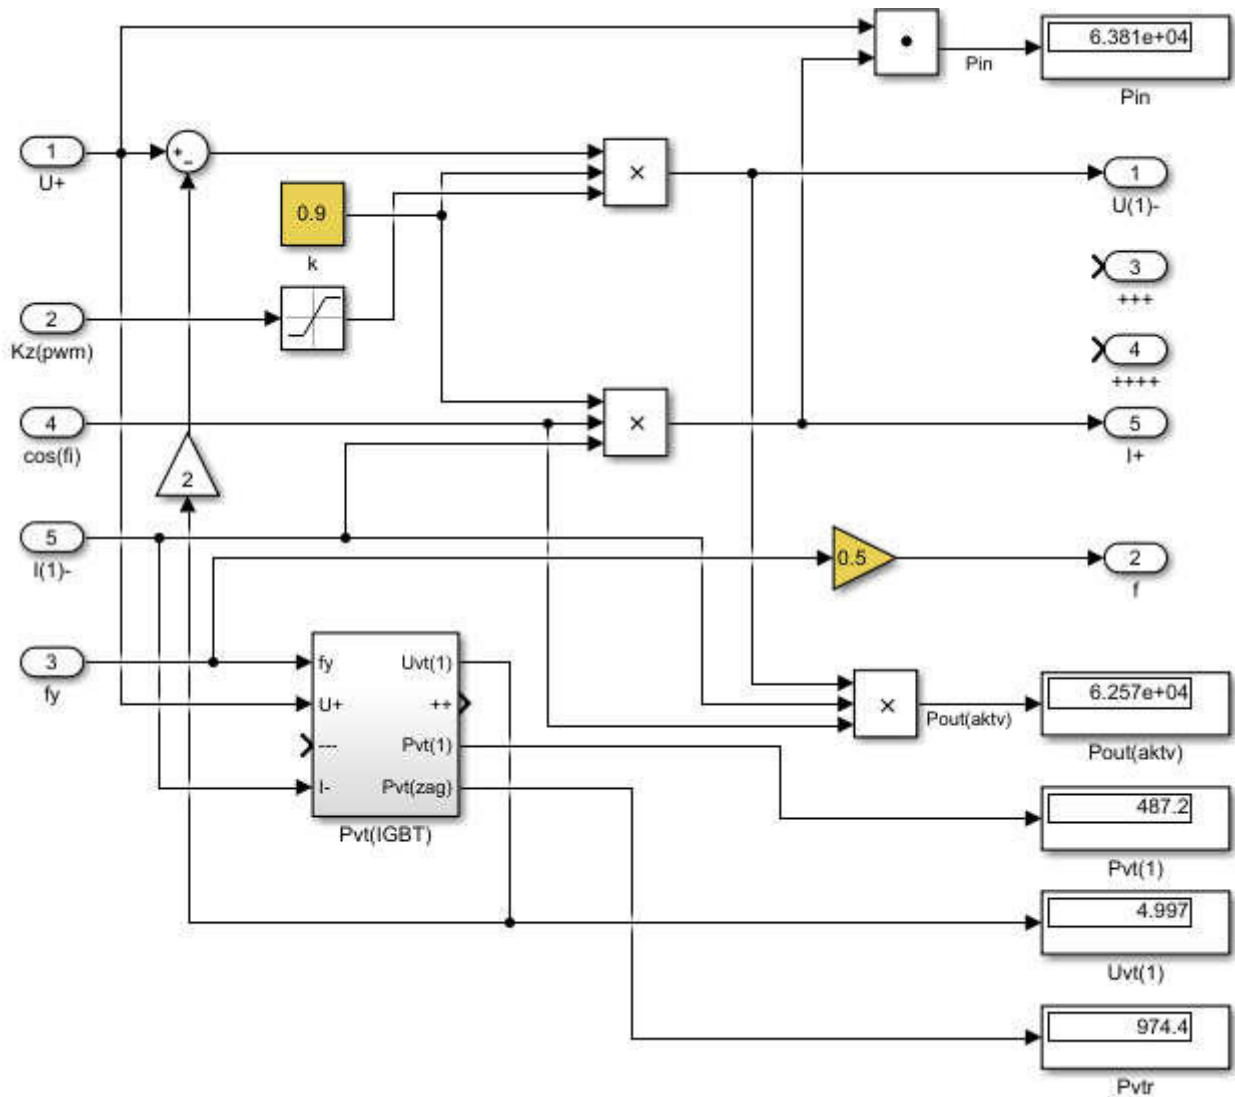 6.381e+04
Pin
Pin
1
U+
+
-
×
1
U(1)-
0.9
k
3
+++
2
Kz(pwm)
4
++++
4
cos(fi)
×
5
I+
2
5
I(1)-
0.5
2
f
3
fy
fy
Uvt(1)
U+
++
---
Pvt(1)
I-
Pvt(zag)
Pvt(IGBT)
×
Pout(aktv)
6.257e+04
Pout(aktv)
487.2
Pvt(1)
4.997
Uvt(1)
974.4
Pvtr